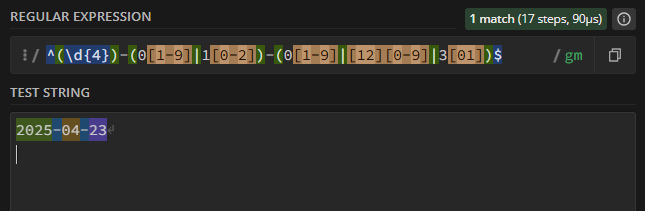 REGULAR EXPRESSION 1 match (17 steps, 90μs)
/ ^(\d{4})-(0[1-9]|1[0-2])-(0[1-9]|[12][0-9]|3[01])$ / gm
TEST STRING
2025-04-23